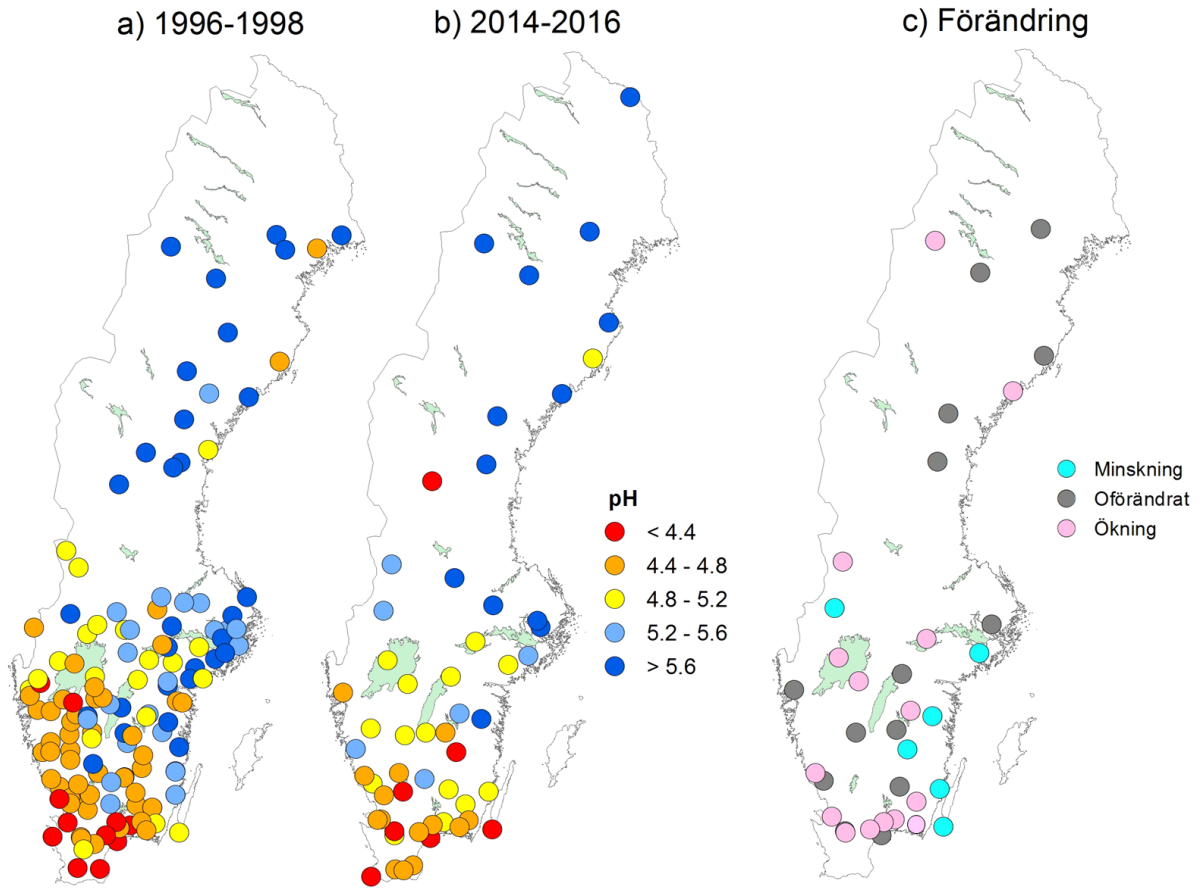 a) 1996-1998
b) 2014-2016
c) Förändring
pH
< 4.4
4.4 - 4.8
4.8 - 5.2
5.2 - 5.6
> 5.6
Minskning
Oförändrat
Ökning